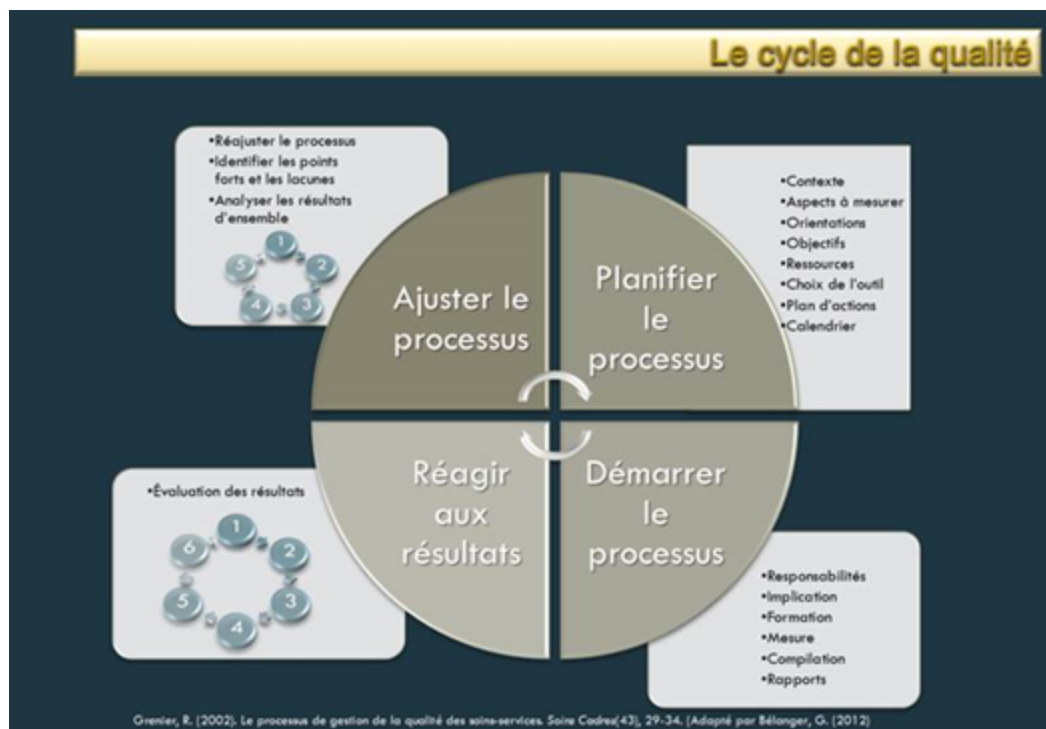 Le cycle de la qualité
•Réajuster le processus
•Identifier les points
forts et les lacunes
•Analyser les résultats
d'ensemble
1
2
3
4
5
Ajuster le
processus
Planifier
le
processus
•Contexte
•Aspects à mesurer
•Orientations
•Objectifs
•Ressources
•Choix de l'outil
•Plan d'actions
•Calendrier
•Évaluation des résultats
1
2
3
4
5
6
Réagir
aux
résultats
Démarrer
le
processus
•Responsabilités
•Implication
•Formation
•Mesure
•Compilation
•Rapports
Grenier, R. (2002). Le processus de gestion de la qualité des soins-services. Soins Cadres(43), 29-34. (Adapté par Bélanger, G. (2012)